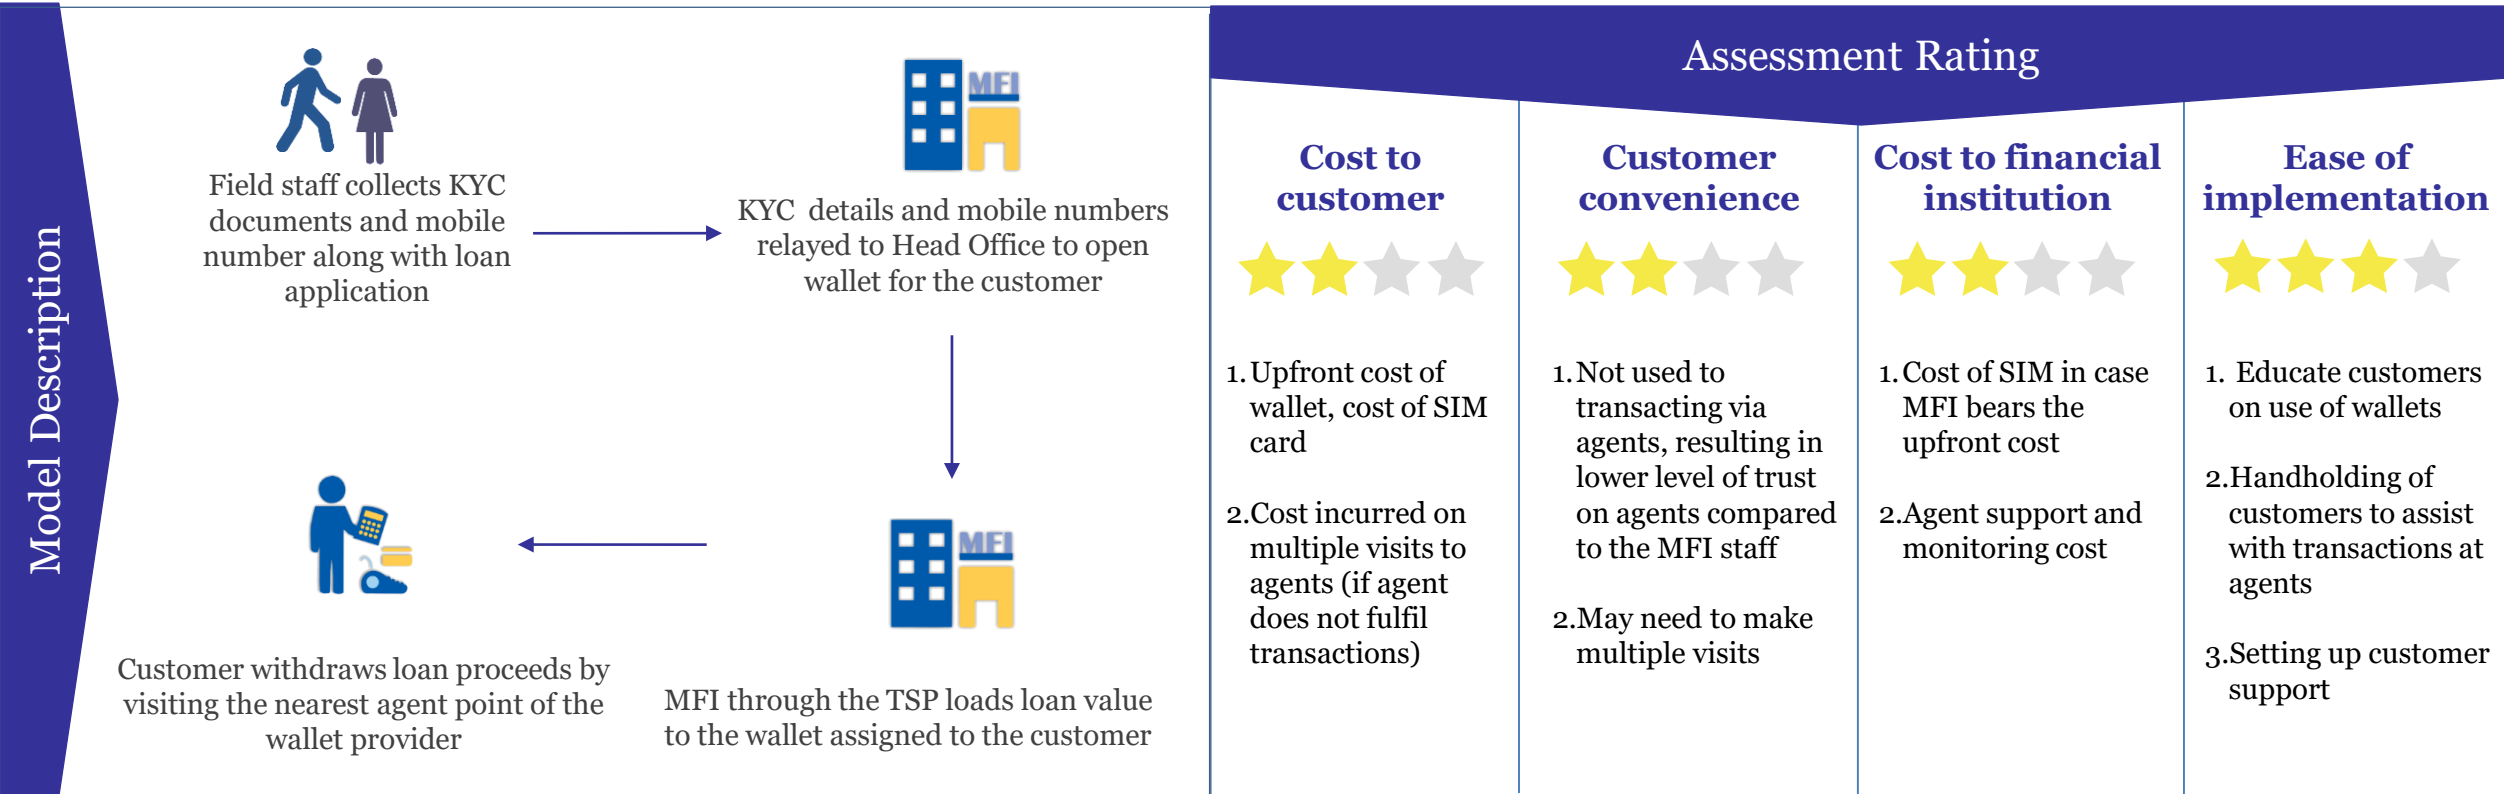 Model Description
Field staff collects KYC
documents and mobile
number along with loan
application
MFI
KYC details and mobile numbers
relayed to Head Office to open
wallet for the customer
MFI
MFI through the TSP loads loan value
to the wallet assigned to the customer
Customer withdraws loan proceeds by
visiting the nearest agent point of the
wallet provider
Assessment Rating
Cost to
customer
1. Upfront cost of
wallet, cost of SIM
card
2. Cost incurred on
multiple visits to
agents (if agent
does not fulfil
transactions)
Customer
convenience
1. Not used to
transacting via
agents, resulting in
lower level of trust
on agents compared
to the MFI staff
2. May need to make
multiple visits
Cost to financial
institution
1. Cost of SIM in case
MFI bears the
upfront cost
2. Agent support and
monitoring cost
Ease of
implementation
1. Educate customers
on use of wallets
2. Handholding of
customers to assist
with transactions at
agents
3. Setting up customer
support